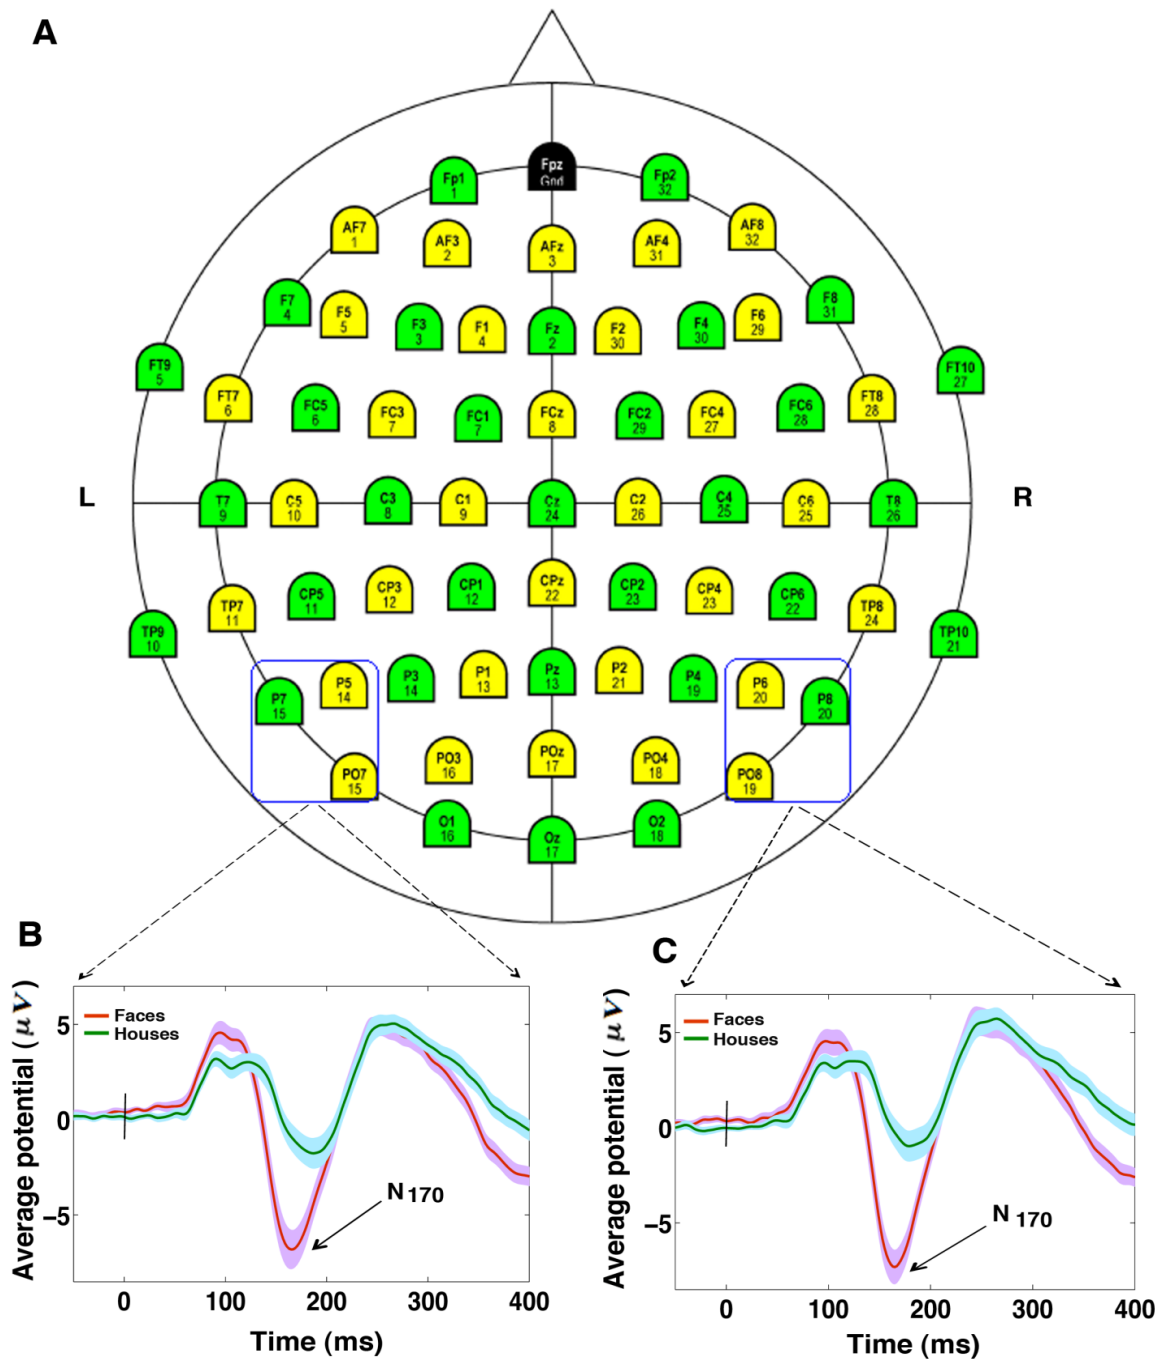 A
Fpz
Gnd
Fp1
1
Fp2
32
AF7
1
AF3
2
AFz
3
AF4
31
AF8
32
F7
4
F5
5
F3
3
F1
4
Fz
2
F2
30
F4
30
F6
29
F8
31
FT9
5
FT7
6
FC5
6
FC3
7
FC1
7
FCz
8
FC2
29
FC4
27
FC6
28
FT8
28
FT10
27
L
T7
9
C5
10
C3
8
C1
9
Cz
24
C2
26
C4
25
C6
25
T8
26
R
TP9
10
TP7
11
CP5
11
CP3
12
CP1
12
CPz
22
CP2
23
CP4
23
CP6
22
TP8
24
TP10
21
P7
15
P5
14
P3
14
P1
13
Pz
13
P2
21
P4
19
P6
20
P8
20
PO7
15
PO3
16
POz
17
PO4
18
PO8
19
O1
16
Oz
17
O2
18
B
Average potential (μV)
Faces
Houses
5
0
−5
N 170
0 100 200 300 400
Time (ms)
C
Average potential (μV)
Faces
Houses
5
0
−5
N 170
0 100 200 300 400
Time (ms)